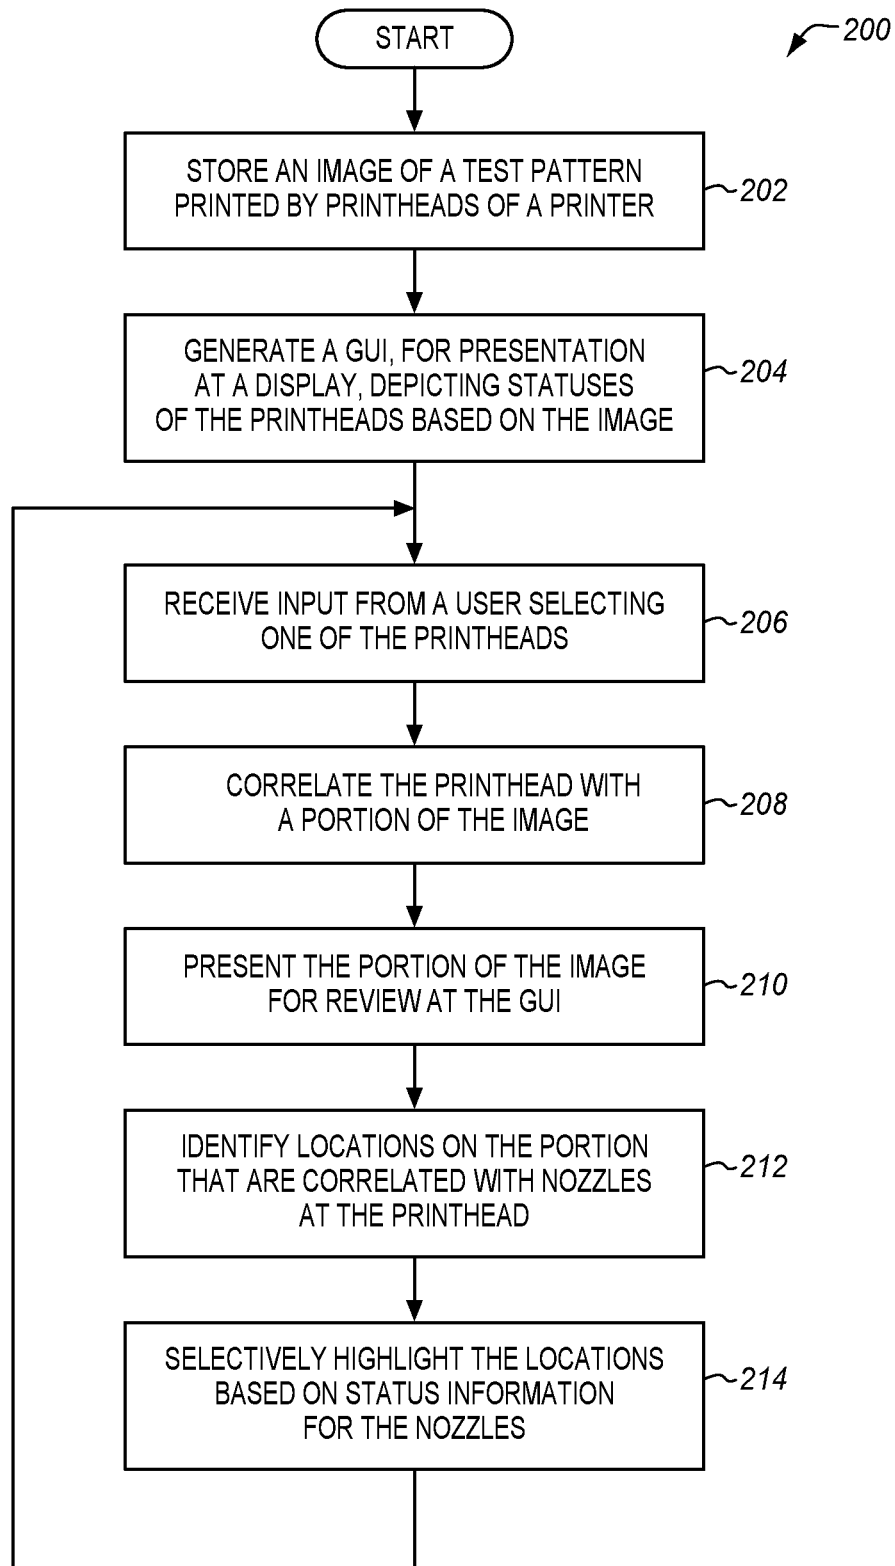 START
200
STORE AN IMAGE OF A TEST PATTERN
PRINTED BY PRINTHEADS OF A PRINTER
202
GENERATE A GUI, FOR PRESENTATION
AT A DISPLAY, DEPICTING STATUSES
OF THE PRINTHEADS BASED ON THE IMAGE
204
RECEIVE INPUT FROM A USER SELECTING
ONE OF THE PRINTHEADS
206
CORRELATE THE PRINTHEAD WITH
A PORTION OF THE IMAGE
208
PRESENT THE PORTION OF THE IMAGE
FOR REVIEW AT THE GUI
210
IDENTIFY LOCATIONS ON THE PORTION
THAT ARE CORRELATED WITH NOZZLES
AT THE PRINTHEAD
212
SELECTIVELY HIGHLIGHT THE LOCATIONS
BASED ON STATUS INFORMATION
FOR THE NOZZLES
214